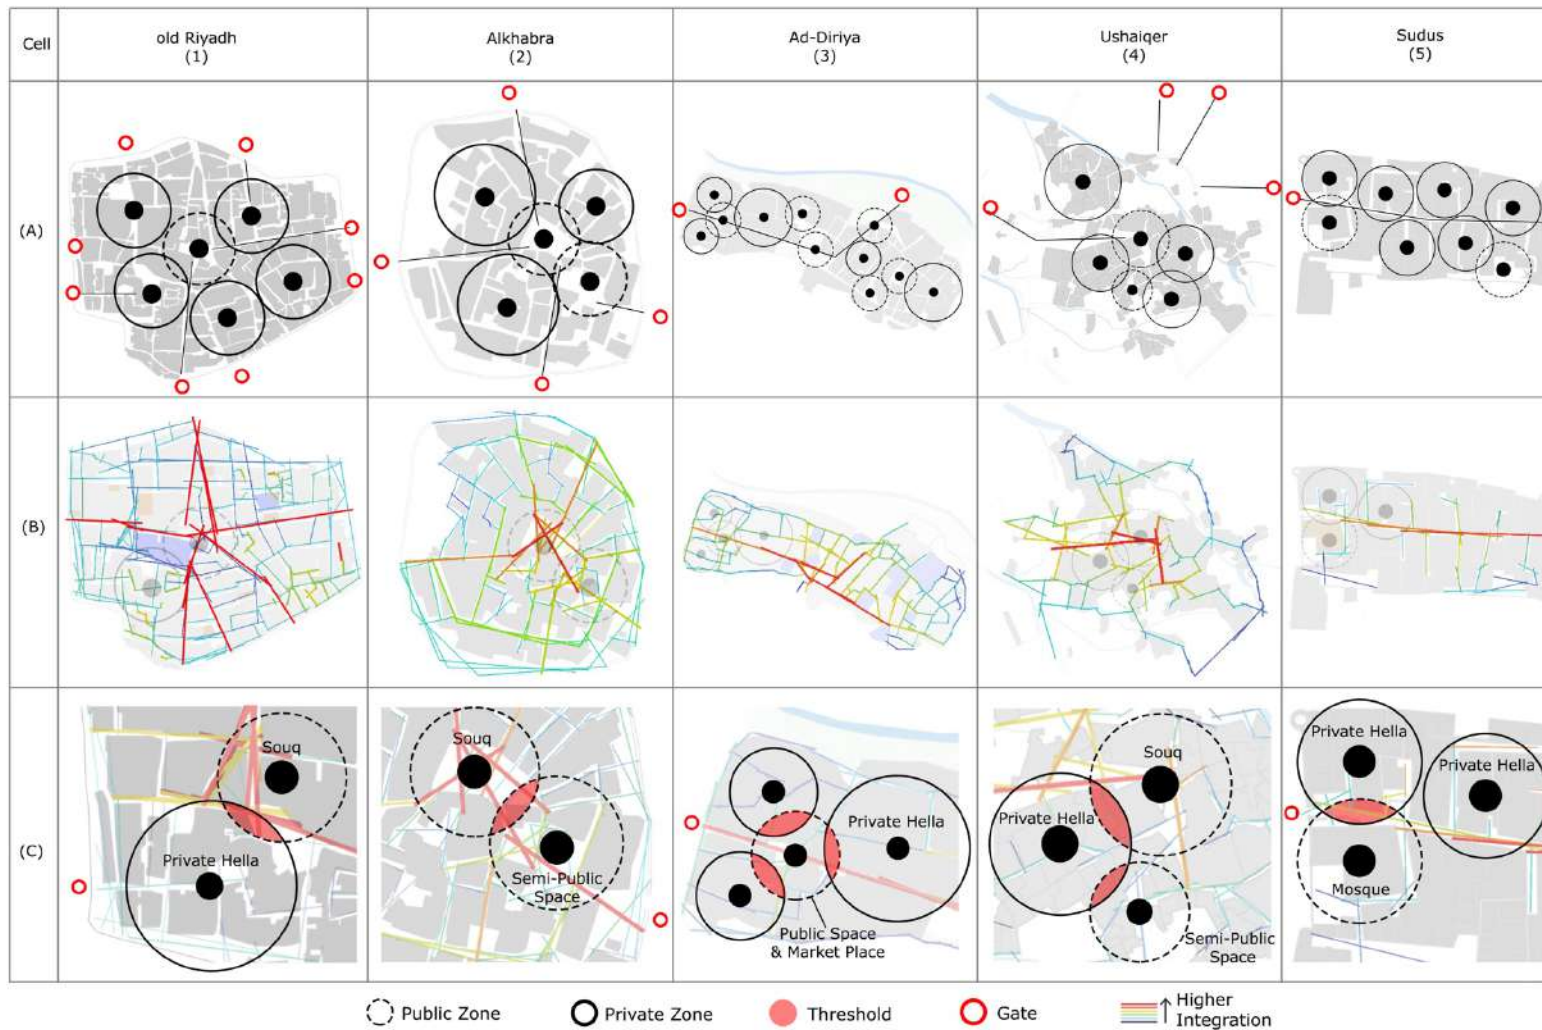 Cell
old Riyadh
(1)
Alkhabra
(2)
Ad-Diriya
(3)
Ushaiqer
(4)
Sudus
(5)
(A)
(B)
(C)
Souq
Private Hella
Souq
Semi-Public
Space
Private Hella
Public Space
& Market Place
Souq
Private Hella
Semi-Public
Space
Private Hella
Private Hella
Mosque
Public Zone
Private Zone
Threshold
Gate
Higher
Integration